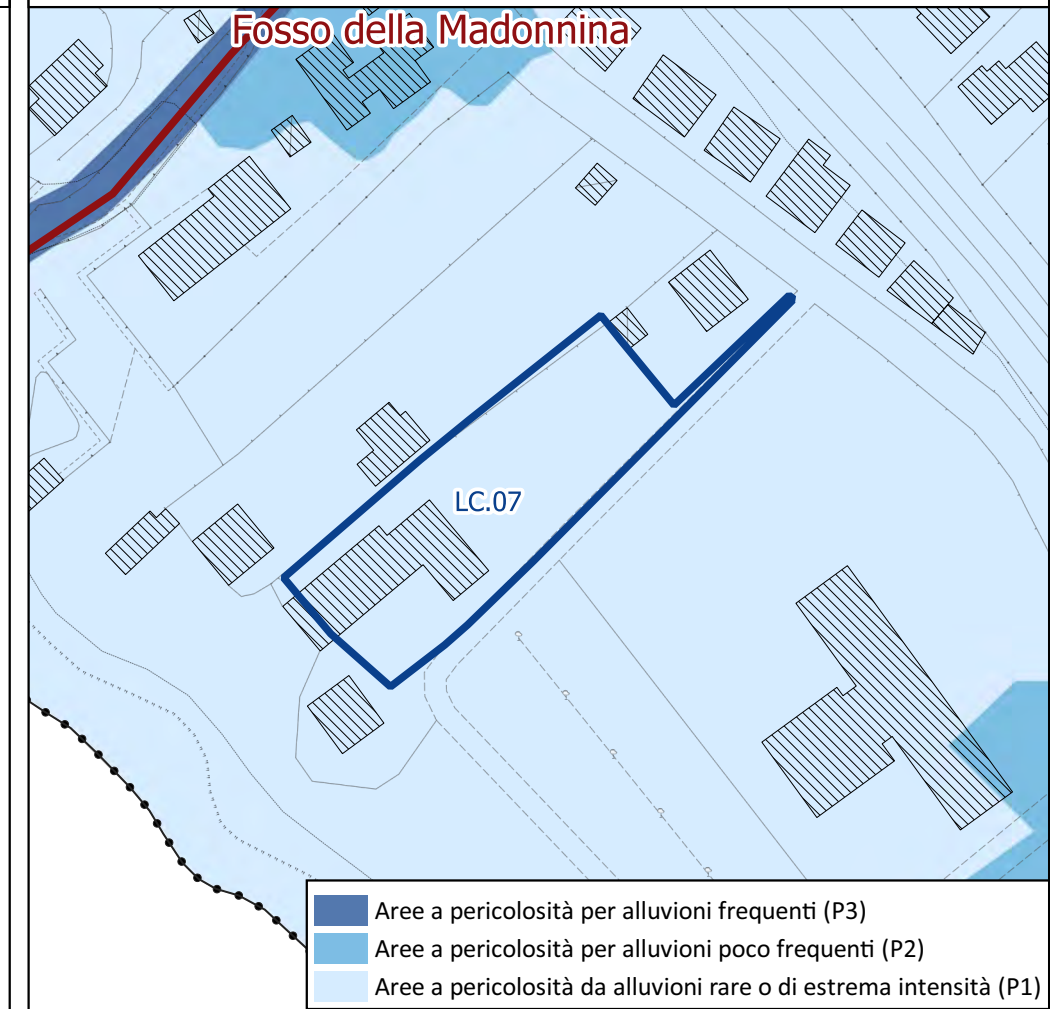 Fosso della Madonnina
LC.07
Aree a pericolosità per alluvioni frequenti (P3)
Aree a pericolosità per alluvioni poco frequenti (P2)
Aree a pericolosità da alluvioni rare o di estrema intensità (P1)